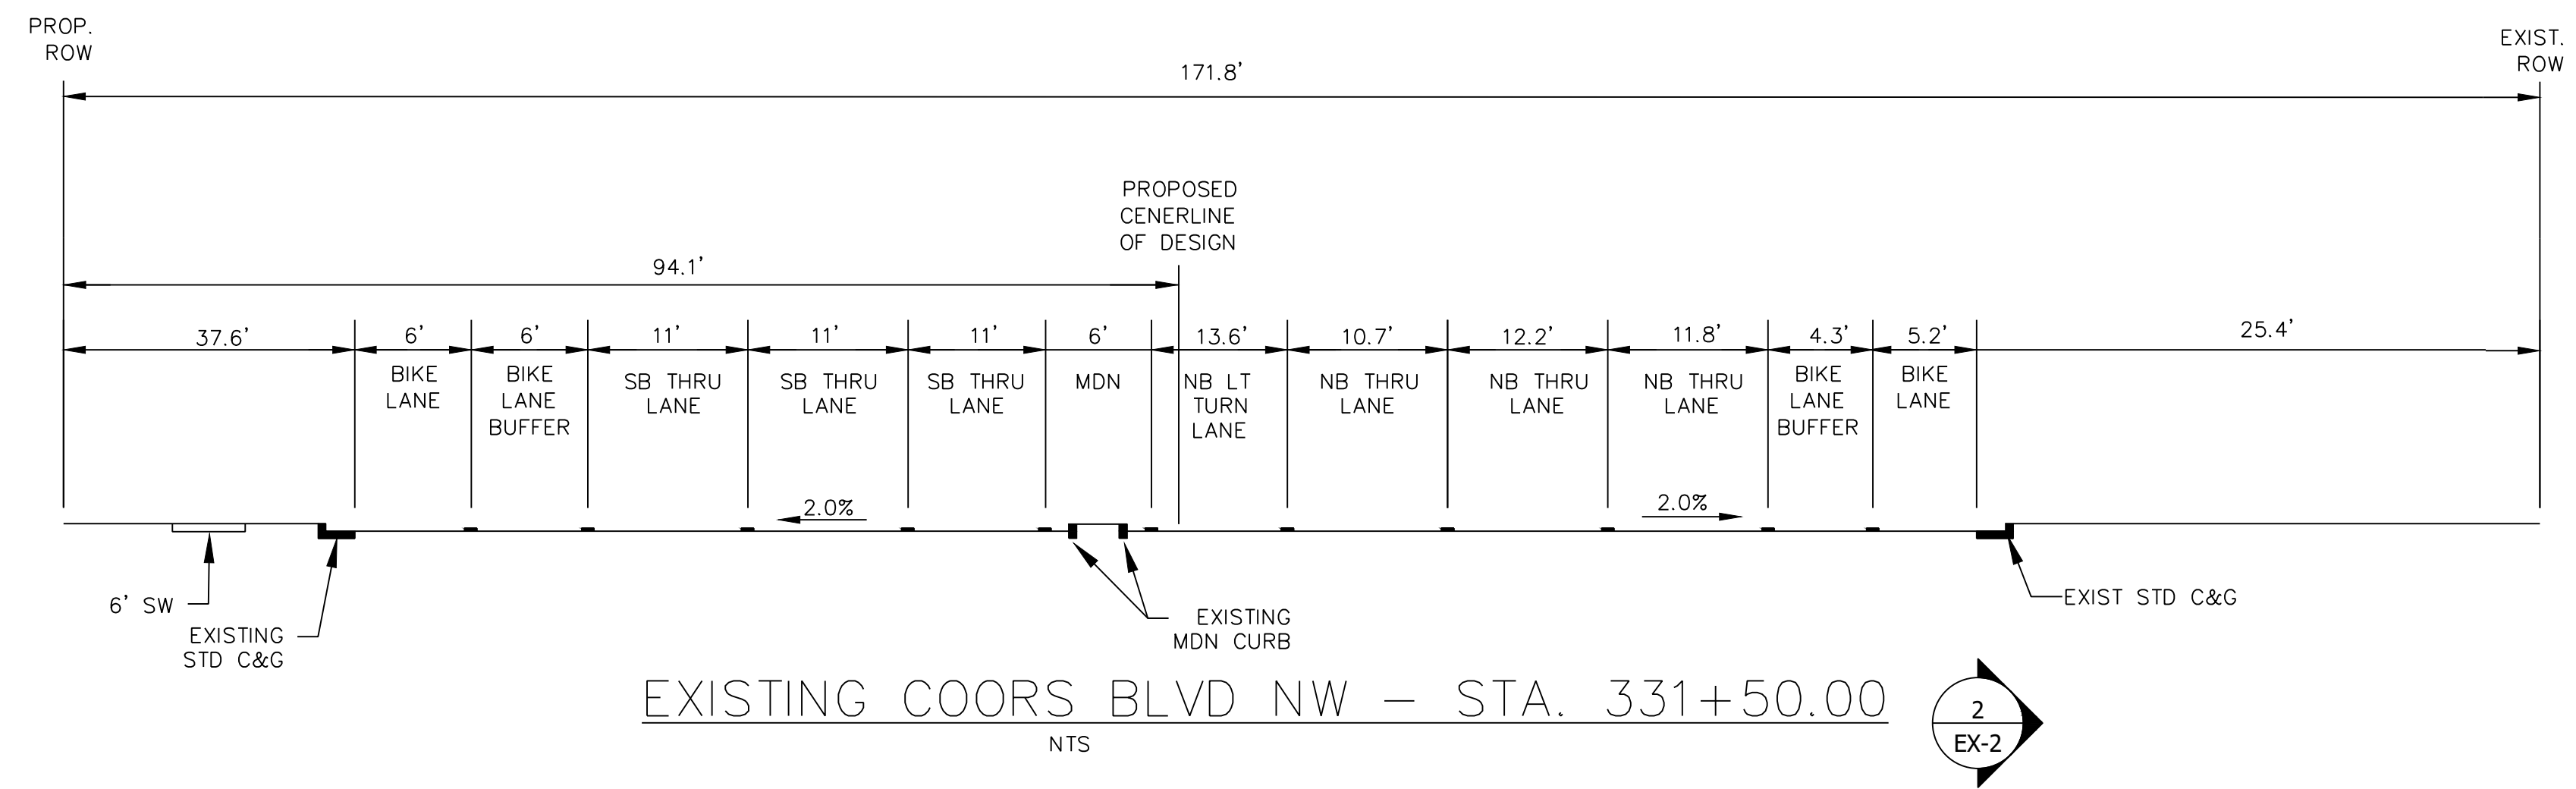 PROP.
ROW
EXIST.
ROW
171.8'
PROPOSED
CENERLINE
OF DESIGN
94.1'
37.6'
6'
6'
11'
11'
11'
6'
13.6'
10.7'
12.2'
11.8'
4.3'
5.2'
25.4'
BIKE
LANE
BIKE
LANE
BUFFER
SB THRU
LANE
SB THRU
LANE
SB THRU
LANE
MDN
NB LT
TURN
LANE
NB THRU
LANE
NB THRU
LANE
NB THRU
LANE
BIKE
LANE
BUFFER
BIKE
LANE
2.0%
2.0%
6' SW
EXISTING
STD C&G
EXISTING
MDN CURB
EXIST STD C&G
EXISTING COORS BLVD NW – STA. 331+50.00
NTS
2
EX-2